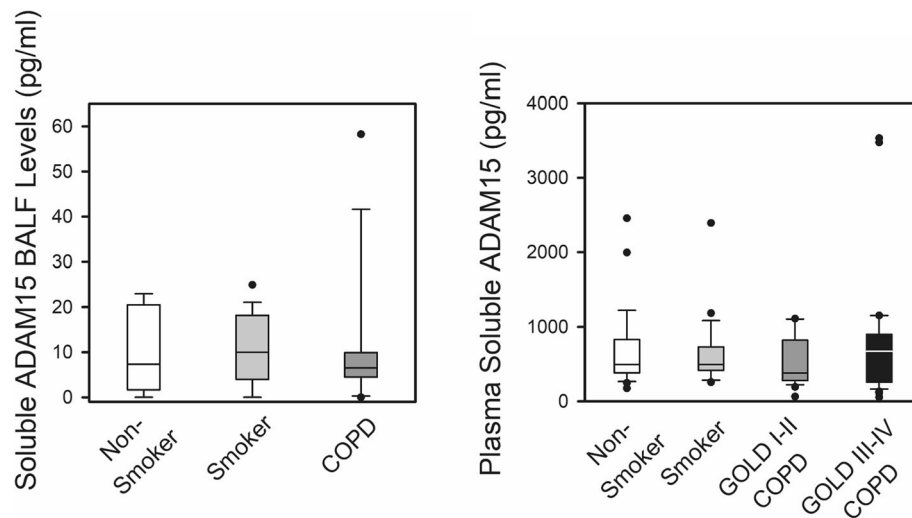 Soluble ADAM15 BALF Levels (pg/ml)
60
50
40
30
20
10
0
Non-
Smoker
Smoker
COPD
Plasma Soluble ADAM15 (pg/ml)
4000
3000
2000
1000
0
Non-
Smoker
Smoker
GOLD I-II
COPD
GOLD III-IV
COPD